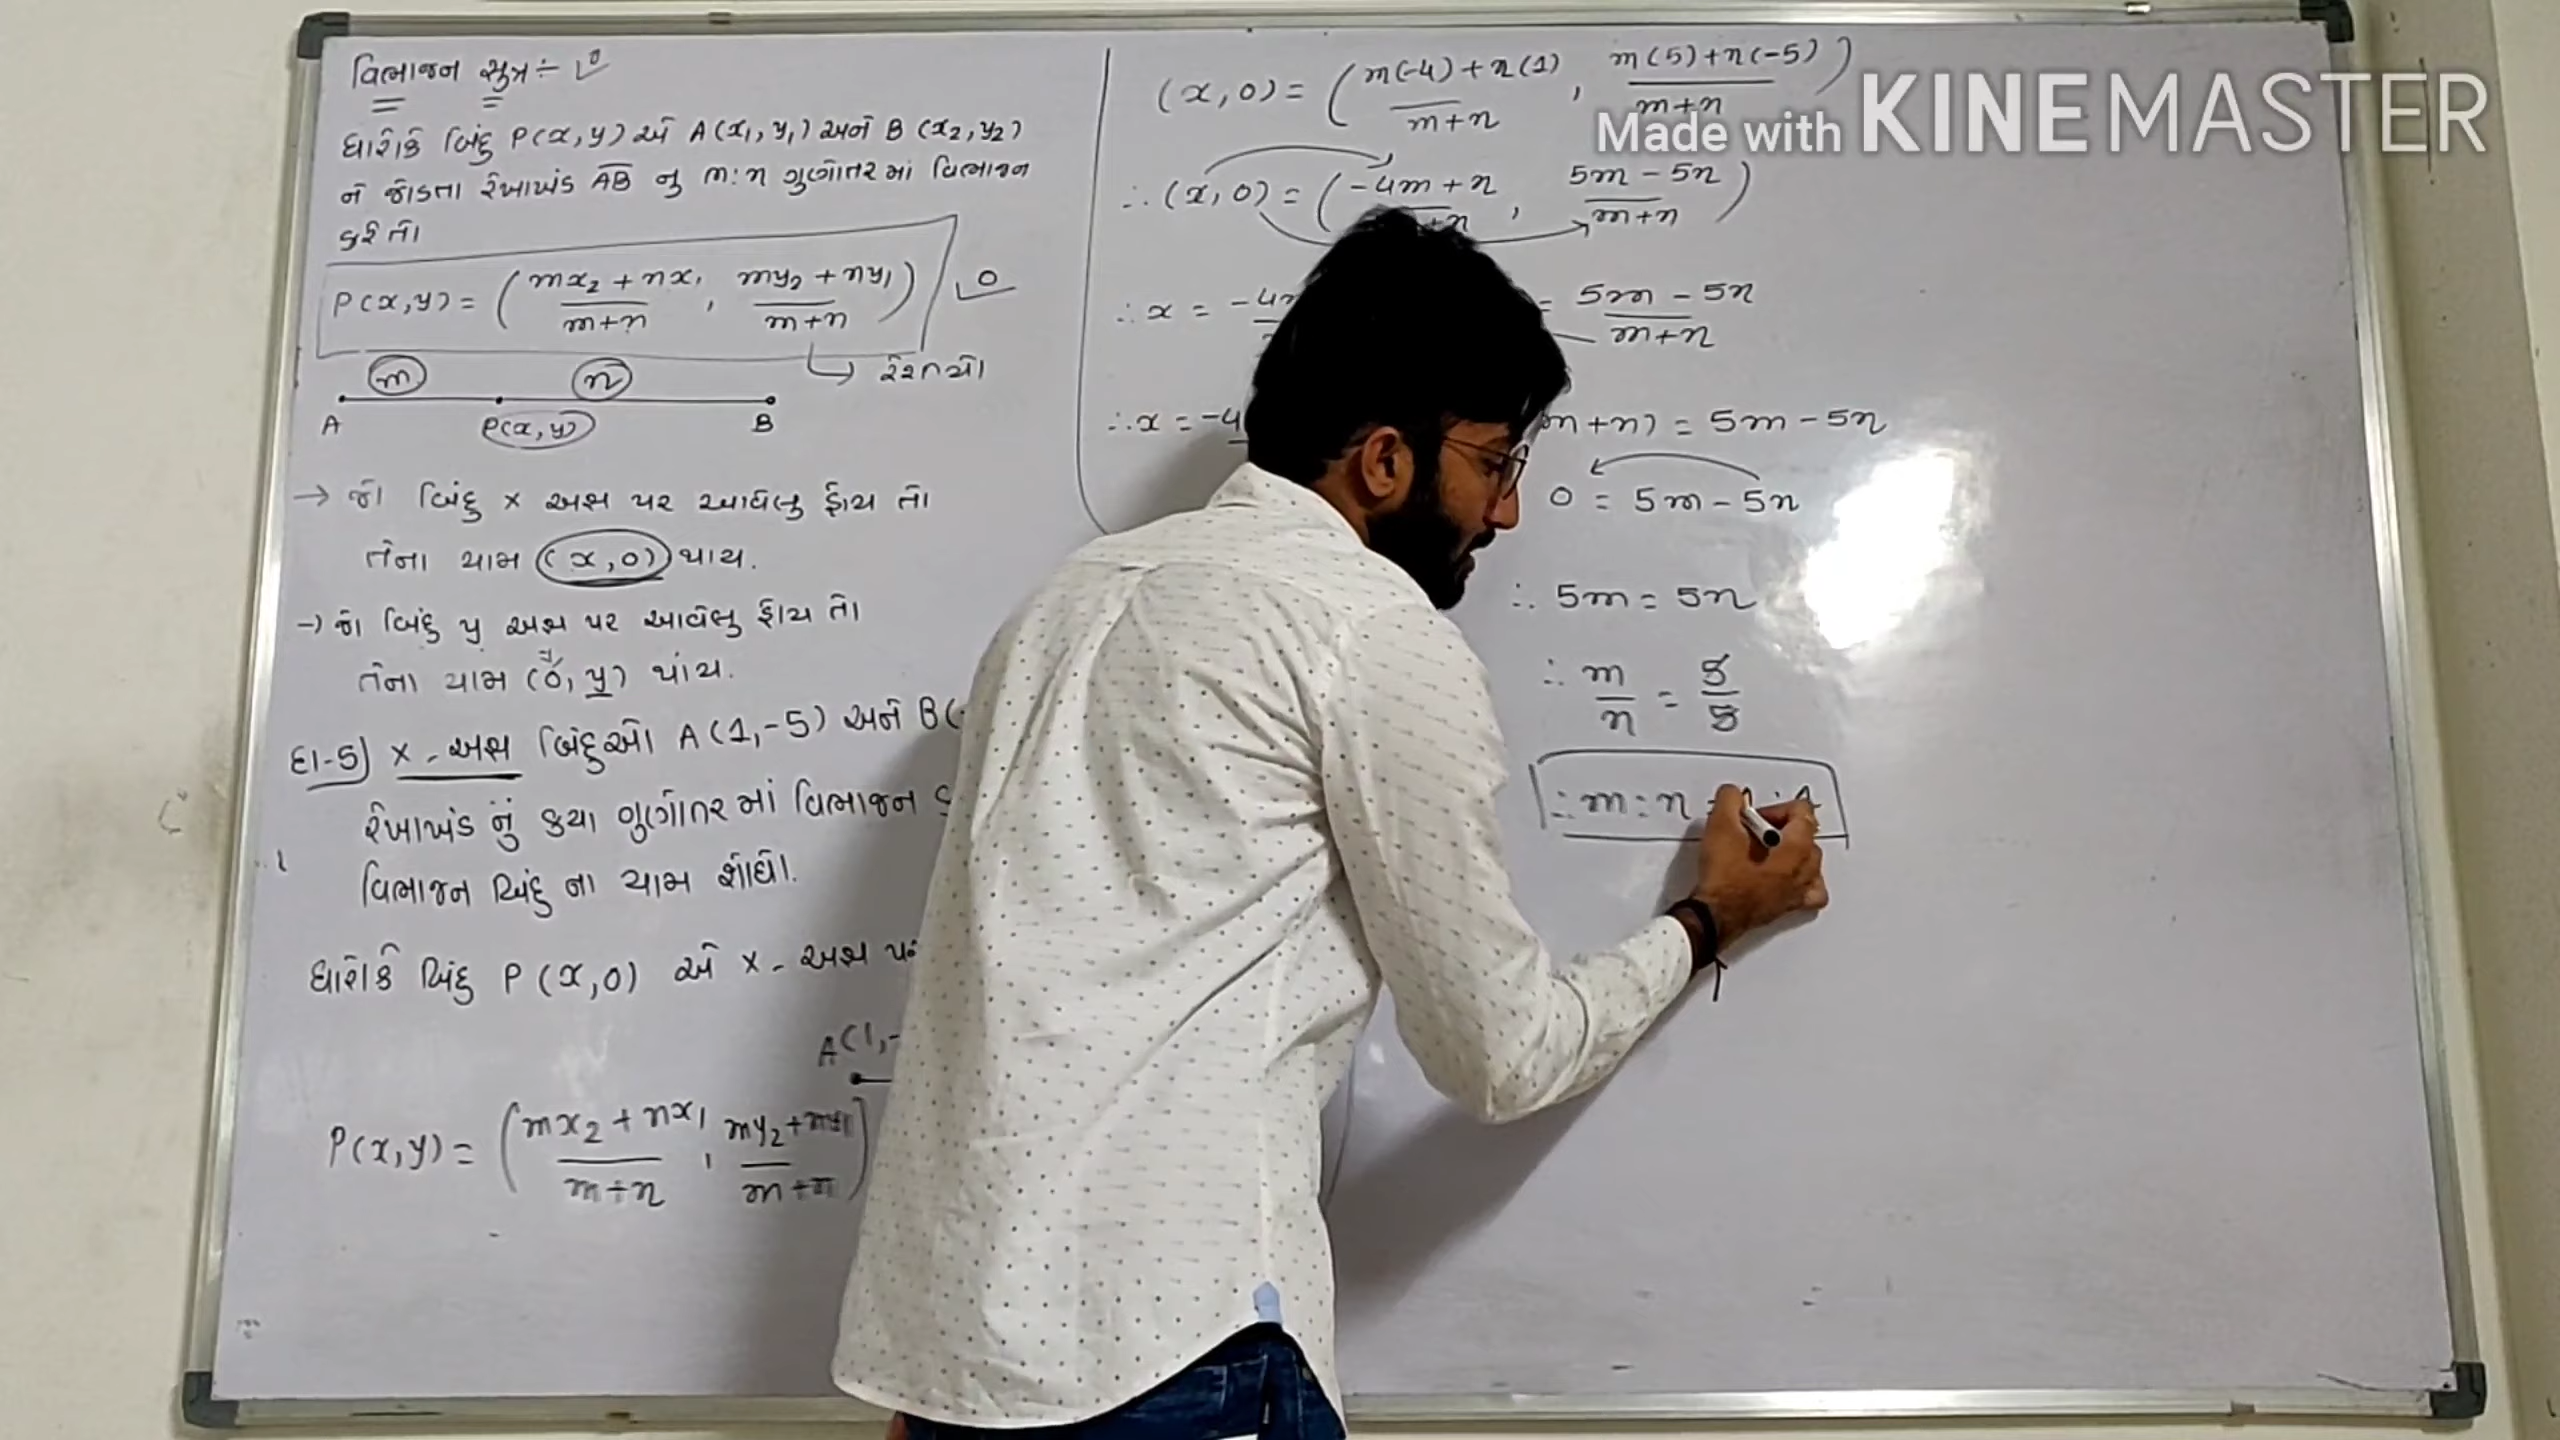 વિભાજન સુત્ર ÷
ધારોકે બિંદુ P(x,y) એ A(x₁,y₁) અને B(x₂,y₂)
ને જોડતા રેખાખંડ AB નુ m:n ગુણોતર માં વિભાજન
કરે તો
P(x,y) = (mx₂ + nx₁ / m+n , my₂ + ny₁ / m+n)
m n
A P(x,y) B
→ જો બિંદુ x અક્ષ પર આવેલુ હોય તો
તેના યામ (x,0) થાય.
→ જો બિંદુ y અક્ષ પર આવેલુ હોય તો
તેના યામ (0,y) થાય.
દા-5) x - અક્ષ બિંદુઓ A(1,-5) અને B(
રેખાખંડ નું કયા ગુણોતર માં વિભાજન
વિભાજન બિંદુ ના યામ શોધો.
ધારોકે બિંદુ P(x,0) એ x - અક્ષ
A(1,-
P(x,y) = (mx₂ + nx₁ / m+n , my₂ + ny₁ / m+n)
(x,0) = (m(-4) + n(1) / m+n , m(5) + n(-5) / m+n)
∴ (x,0) = (-4m + n / +n , 5m - 5n / m+n)
∴ x = -4m = 5m - 5n / m+n
∴ x = -4 m+n) = 5m - 5n
0 = 5m - 5n
∴ 5m = 5n
∴ m/n = 5/5
∴ m:n
Made with KINEMASTER